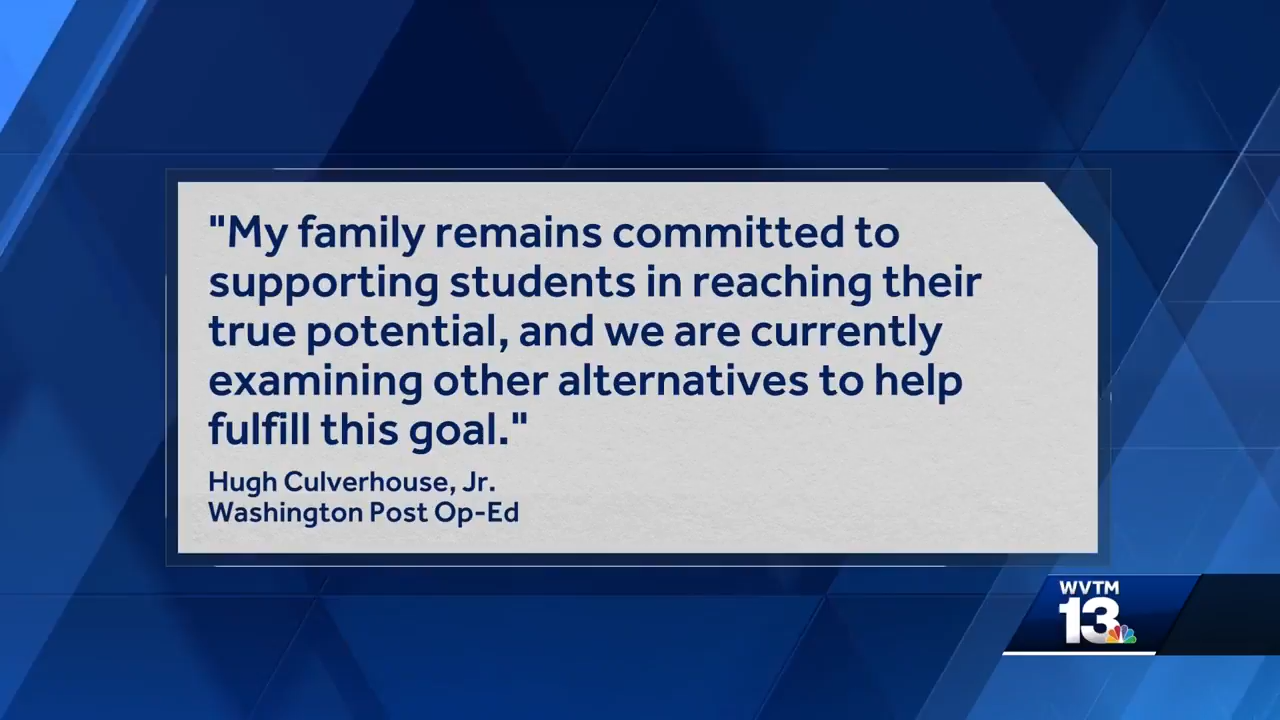 "My family remains committed to
supporting students in reaching their
true potential, and we are currently
examining other alternatives to help
fulfill this goal."
Hugh Culverhouse, Jr.
Washington Post Op-Ed
WVTM
13